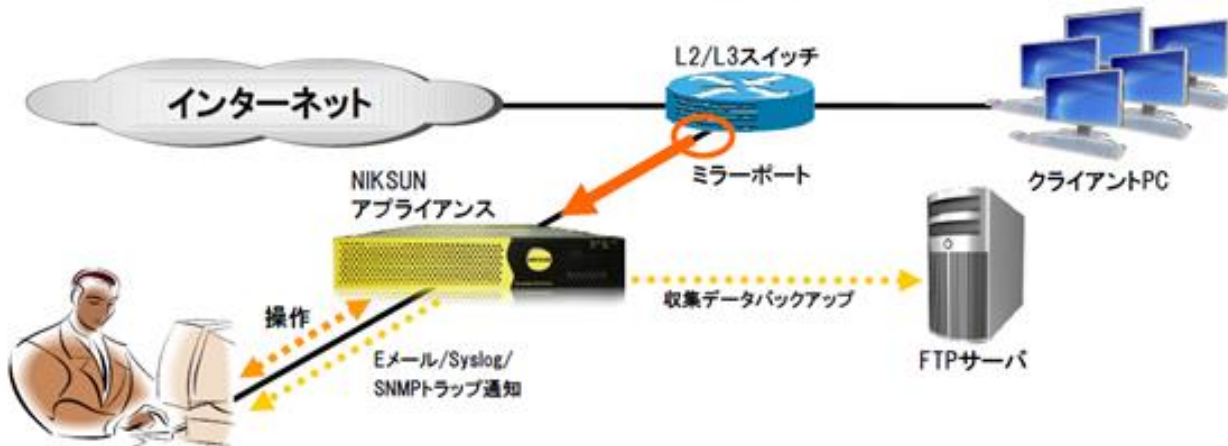 インターネット
L2/L3スイッチ
ミラーポート
クライアントPC
NIKSUN
アプライアンス
収集データバックアップ
FTPサーバ
操作
Eメール/Syslog/
SNMPトラップ通知